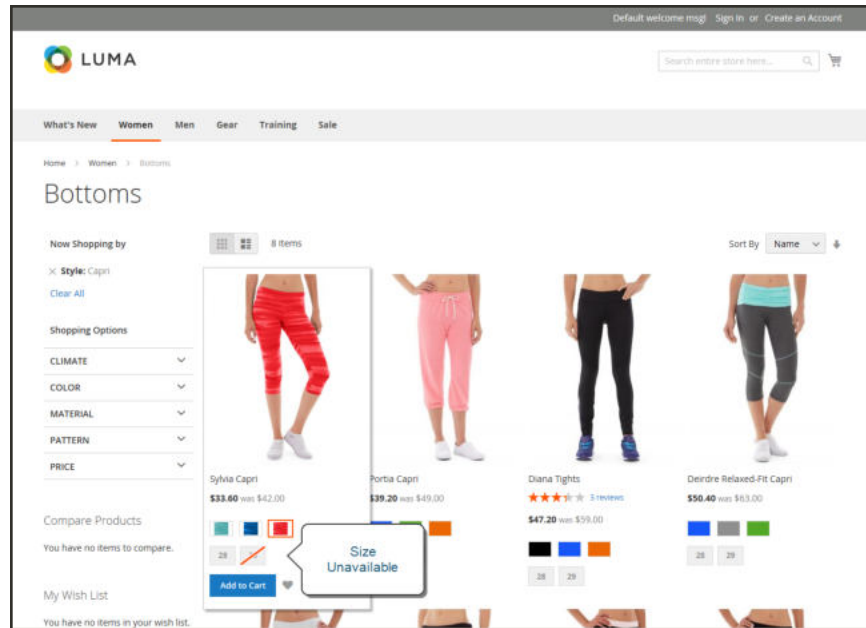 Default welcome msg! Sign In or Create an Account
LUMA
Search entire store here...
What's New Women Men Gear Training Sale
Home > Women > Bottoms
Bottoms
Now Shopping by
8 Items
Sort By Name
× Style: Capri
Clear All
Shopping Options
CLIMATE
COLOR
MATERIAL
PATTERN
PRICE
Compare Products
You have no items to compare.
My Wish List
You have no items in your wish list.
Sylvia Capri
$33.60 was $42.00
28
Add to Cart
Size
Unavailable
Portia Capri
$39.20 was $49.00
Diana Tights
3 reviews
$47.20 was $59.00
28 29
Deirdre Relaxed-Fit Capri
$50.40 was $63.00
28 29